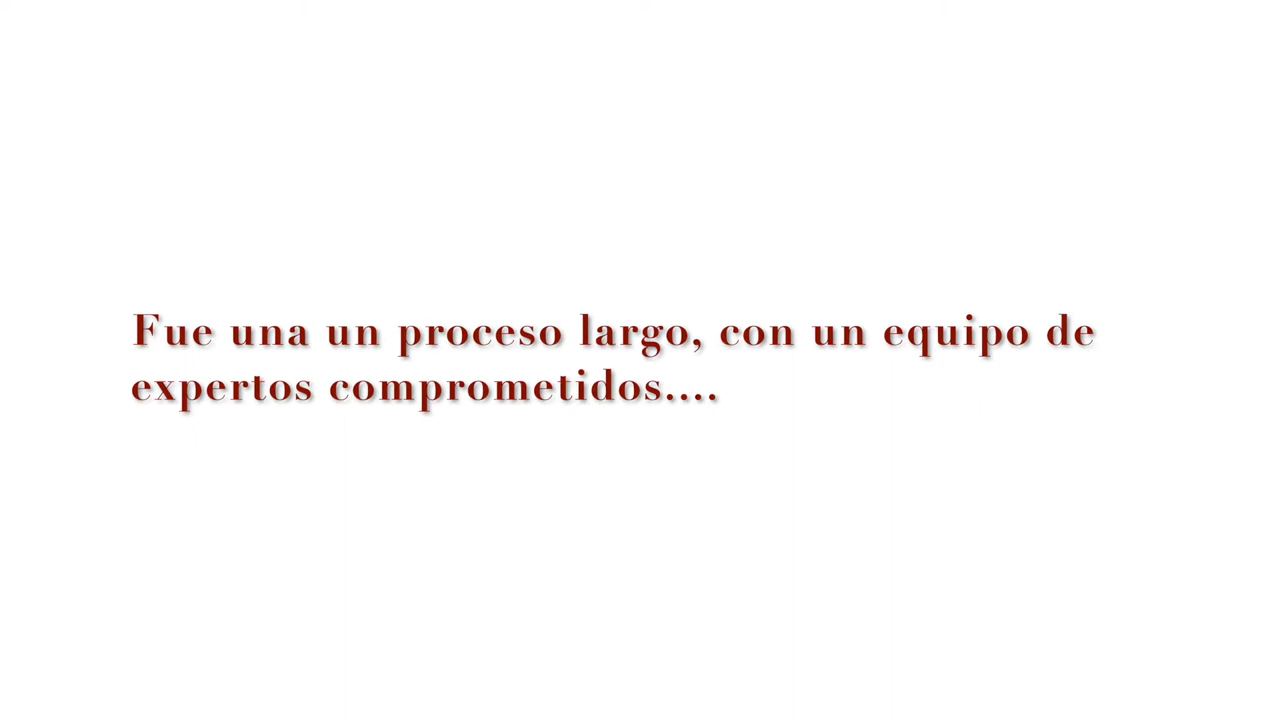 Fue una un proceso largo, con un equipo de
expertos comprometidos....